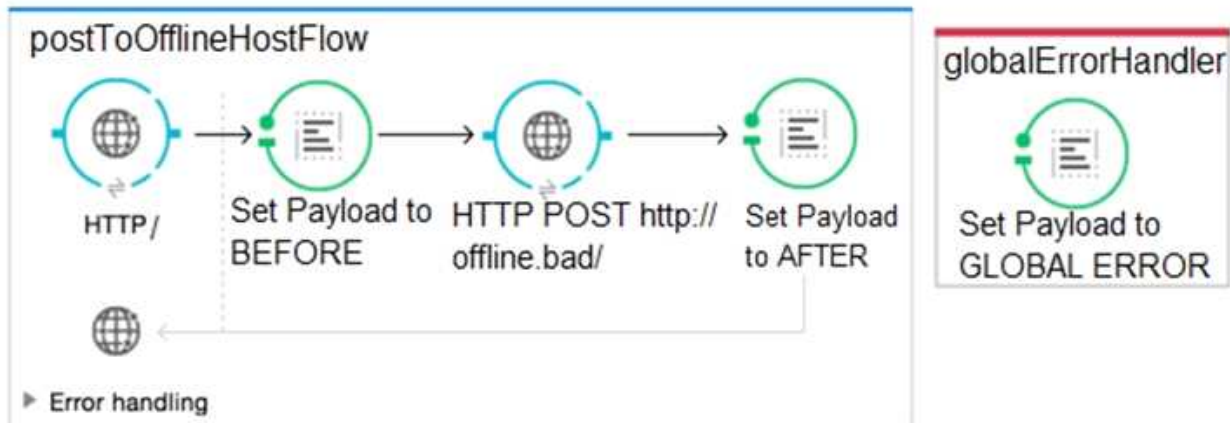 postToOfflineHostFlow
HTTP /
Set Payload to
BEFORE
HTTP POST http://
offline.bad/
Set Payload
to AFTER
Error handling
globalErrorHandler
Set Payload to
GLOBAL ERROR